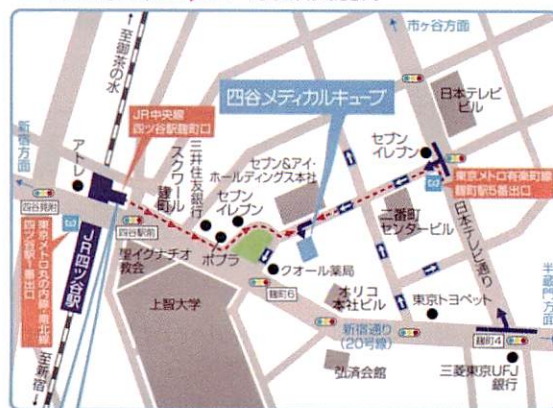 市ヶ谷方面
至御茶の水
日本テレビ
ビル
四谷メディカルキューブ
JR中央線
四ツ谷駅麹町口
新宿方面
アトレ
スクワール
麹町
三井住友銀行
セブン
イレブン
セブン&アイ・
ホールディングス本社
セブン
イレブン
東京メトロ有楽町線
麹町駅5番出口
四谷見附
四谷駅前
東京メトロ丸の内線・南北線
四ツ谷駅1番出口
JR四ツ谷駅
聖イグナチオ
教会
ポプラ
二番町
センタービル
日本テレビ通り
クオール薬局
上智大学
麹町6
オリコ
本社ビル
東京トヨペット
半蔵門方面
新宿通り
(20号線)
麹町4
至新宿
弘済会館
三菱東京UFJ
銀行